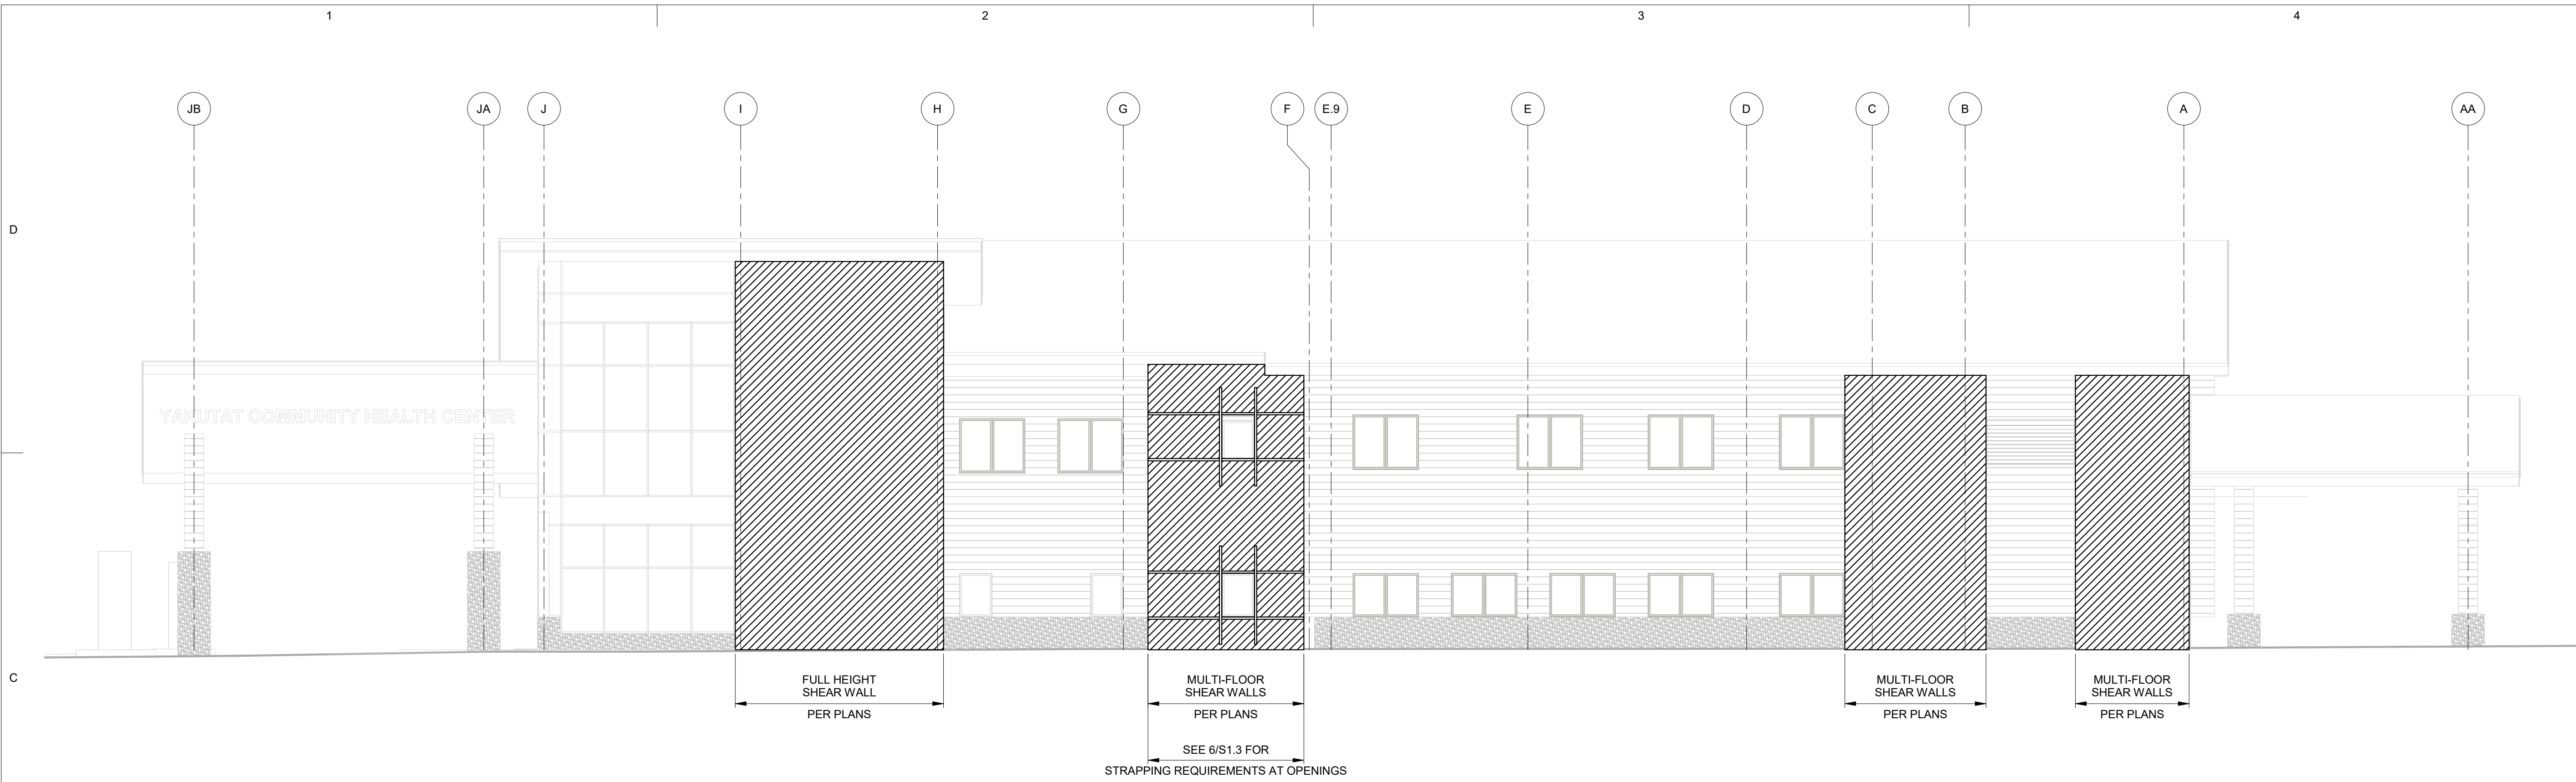 1 2 3 4
JB JA J I H G F E.9 E D C B A AA
D
YAKUTAT COMMUNITY HEALTH CENTER
C
FULL HEIGHT
SHEAR WALL
PER PLANS
MULTI-FLOOR
SHEAR WALLS
PER PLANS
SEE 6/S1.3 FOR
STRAPPING REQUIREMENTS AT OPENINGS
MULTI-FLOOR
SHEAR WALLS
PER PLANS
MULTI-FLOOR
SHEAR WALLS
PER PLANS